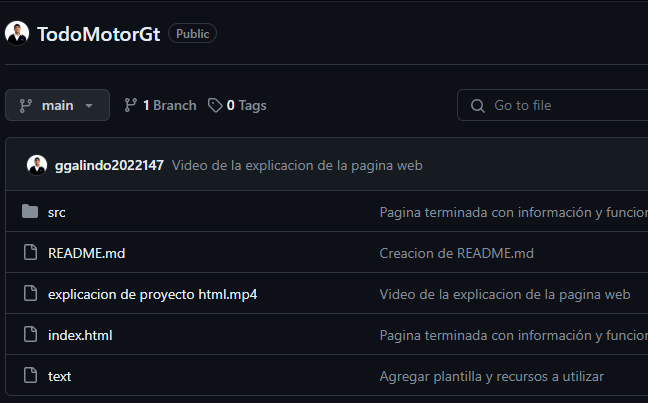 TodoMotorGt Public
main 1 Branch 0 Tags Go to file
ggalindo2022147 Video de la explicacion de la pagina web
src Pagina terminada con información y funcion
README.md Creacion de README.md
explicacion de proyecto html.mp4 Video de la explicacion de la pagina web
index.html Pagina terminada con información y funcion
text Agregar plantilla y recursos a utilizar